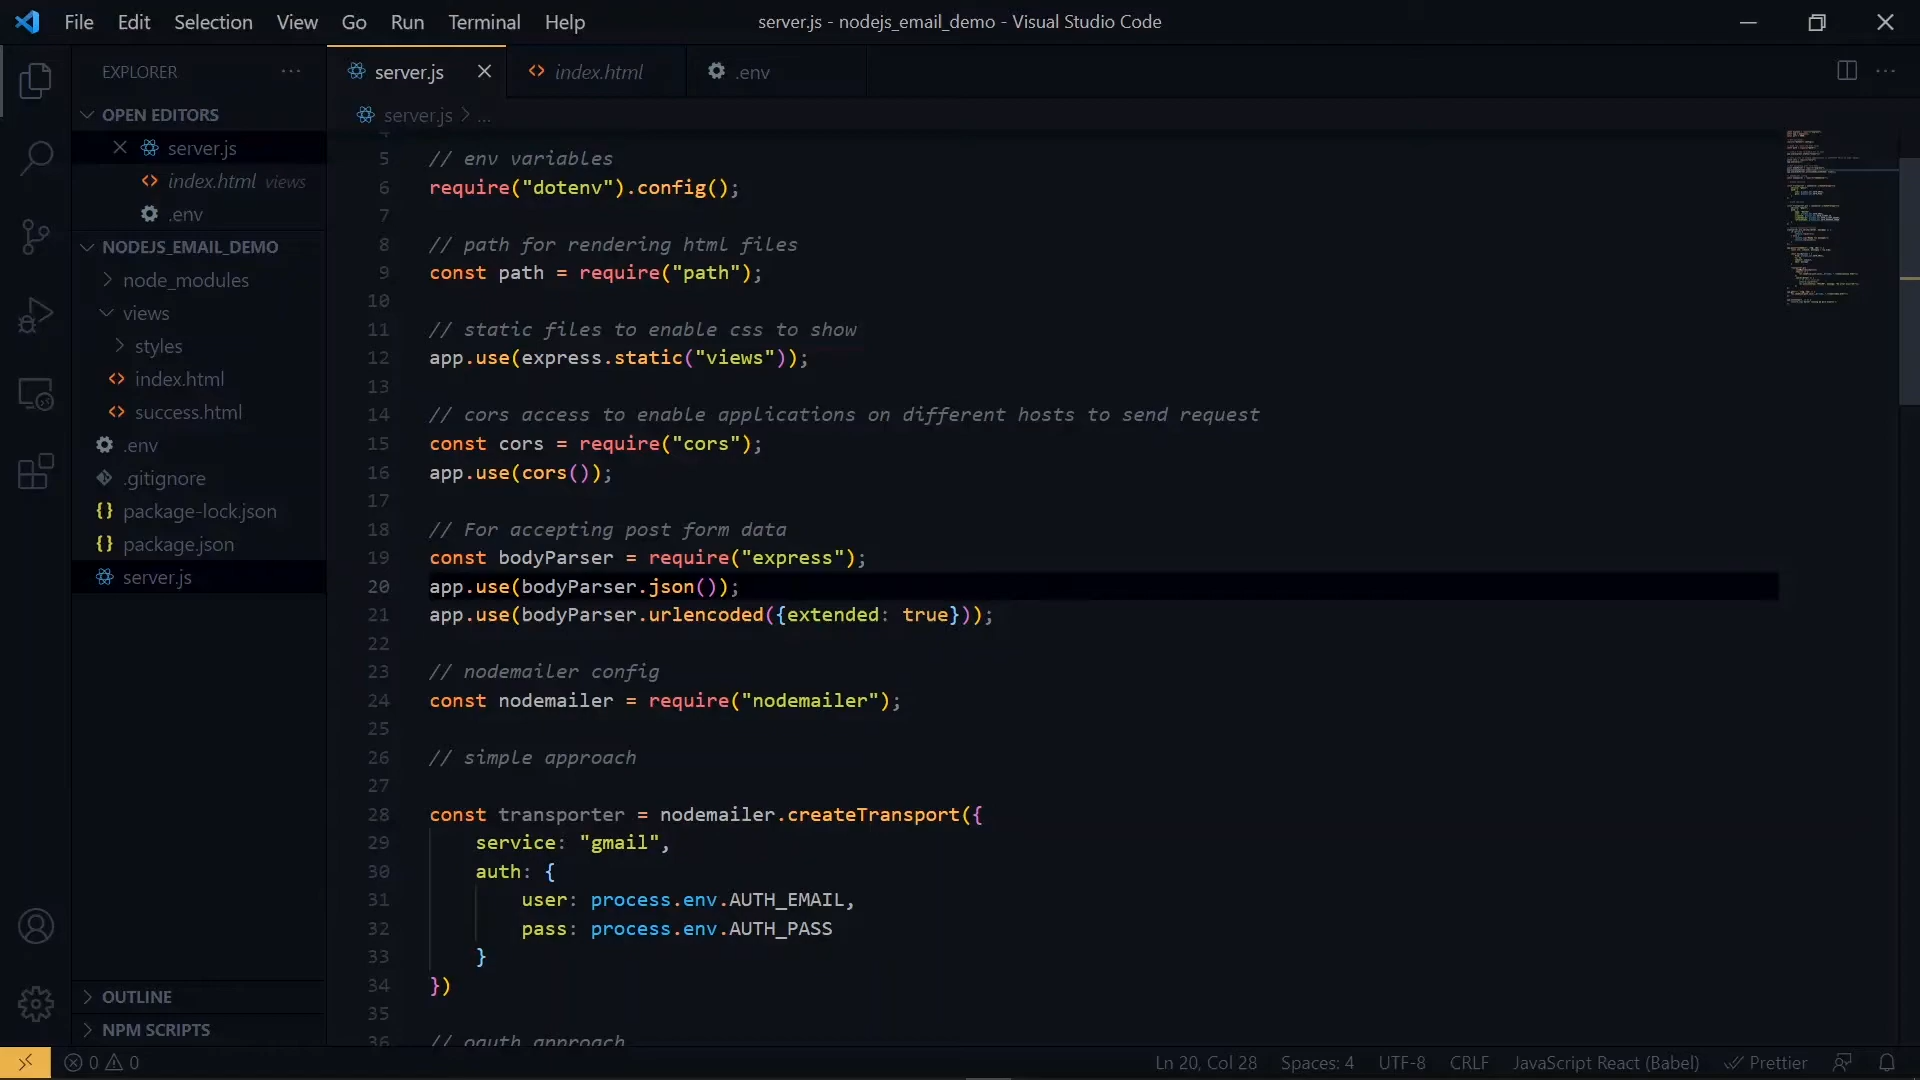 File Edit Selection View Go Run Terminal Help
server.js - nodejs_email_demo - Visual Studio Code
EXPLORER
OPEN EDITORS
server.js
index.html views
.env
NODEJS_EMAIL_DEMO
node_modules
views
styles
index.html
success.html
.env
.gitignore
package-lock.json
package.json
server.js
OUTLINE
NPM SCRIPTS
server.js
index.html
.env
server.js > ...
4
5 // env variables
6 require("dotenv").config();
7
8 // path for rendering html files
9 const path = require("path");
10
11 // static files to enable css to show
12 app.use(express.static("views"));
13
14 // cors access to enable applications on different hosts to send request
15 const cors = require("cors");
16 app.use(cors());
17
18 // For accepting post form data
19 const bodyParser = require("express");
20 app.use(bodyParser.json());
21 app.use(bodyParser.urlencoded({extended: true}));
22
23 // nodemailer config
24 const nodemailer = require("nodemailer");
25
26 // simple approach
27
28 const transporter = nodemailer.createTransport({
29 service: "gmail",
30 auth: {
31 user: process.env.AUTH_EMAIL,
32 pass: process.env.AUTH_PASS
33 }
34 })
35
36 // oauth approach
0 0
Ln 20, Col 28 Spaces: 4 UTF-8 CRLF JavaScript React (Babel) Prettier